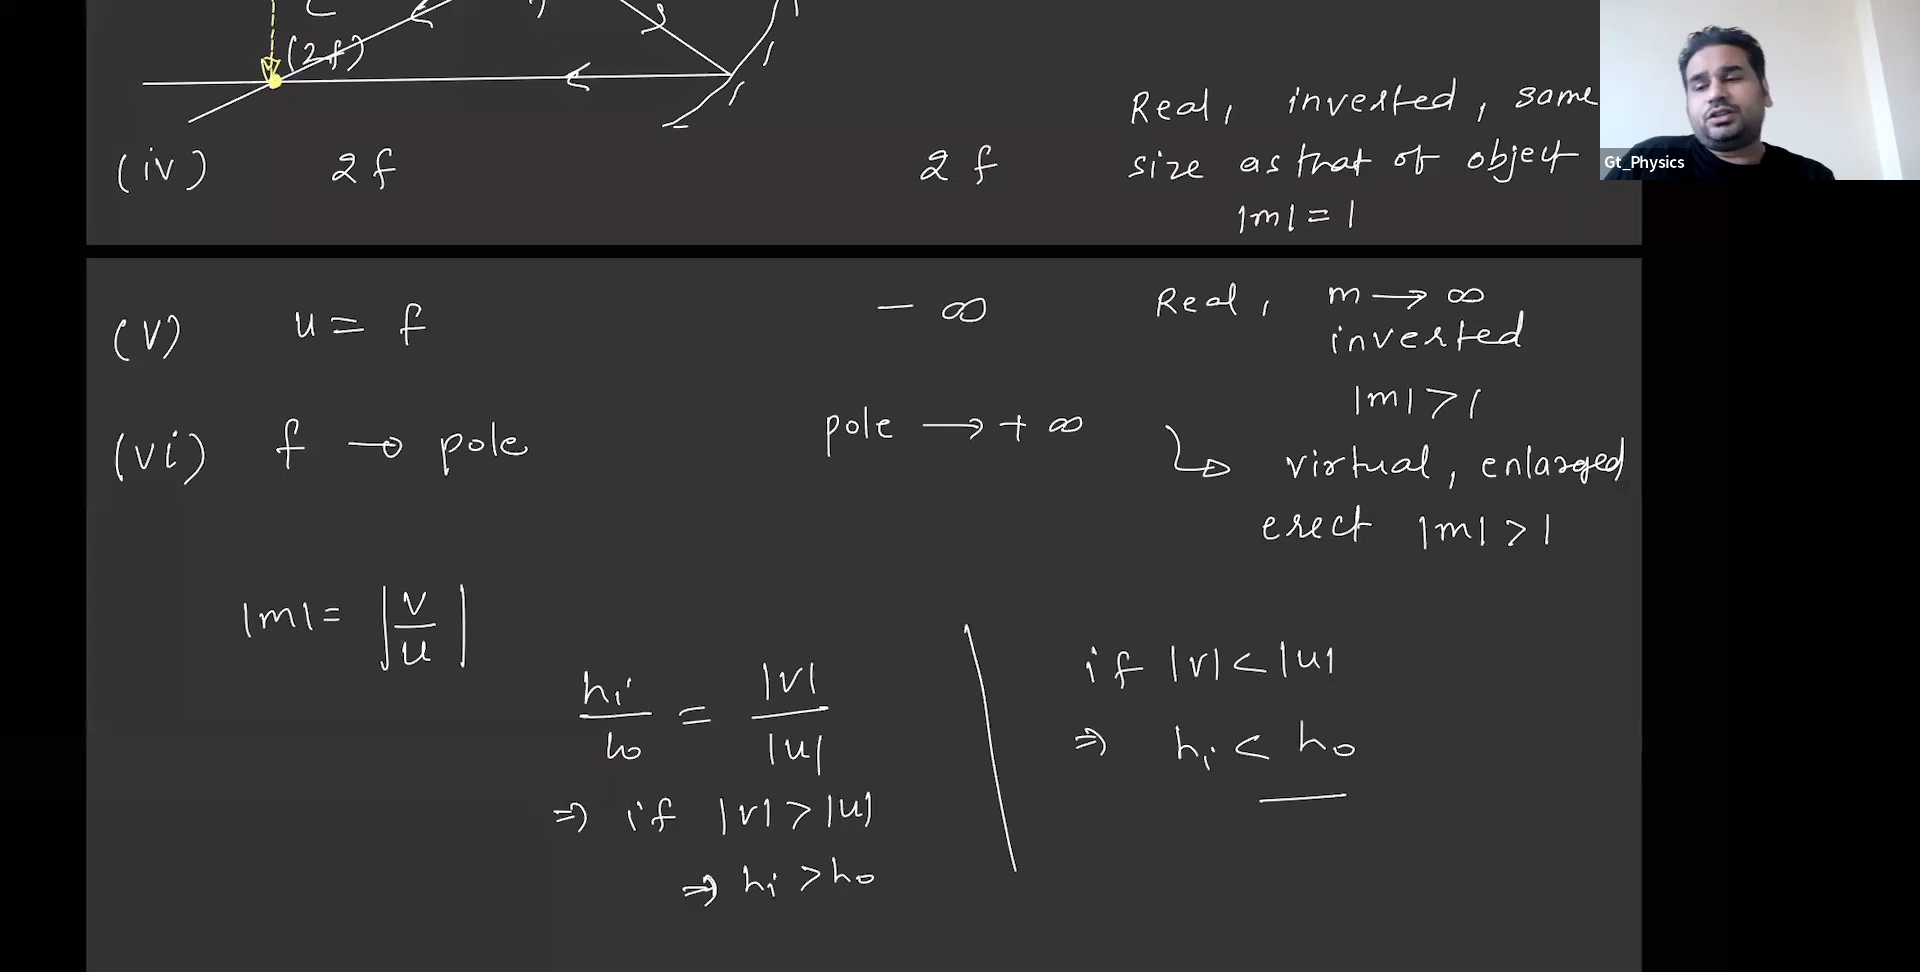 (2f)
Real, inverted, same
(iv) 2f 2f size as that of object
|m| = 1
Gt_Physics
(v) u = f - ∞ Real, m → ∞
inverted
|m| > 1
(vi) f → pole pole → + ∞ ↳ virtual, enlarged
erect |m| > 1
|m| = |v/u|
hi/ho = |v|/|u|
⇒ if |v| > |u|
⇒ hi > ho
if |v| < |u|
⇒ hi < ho